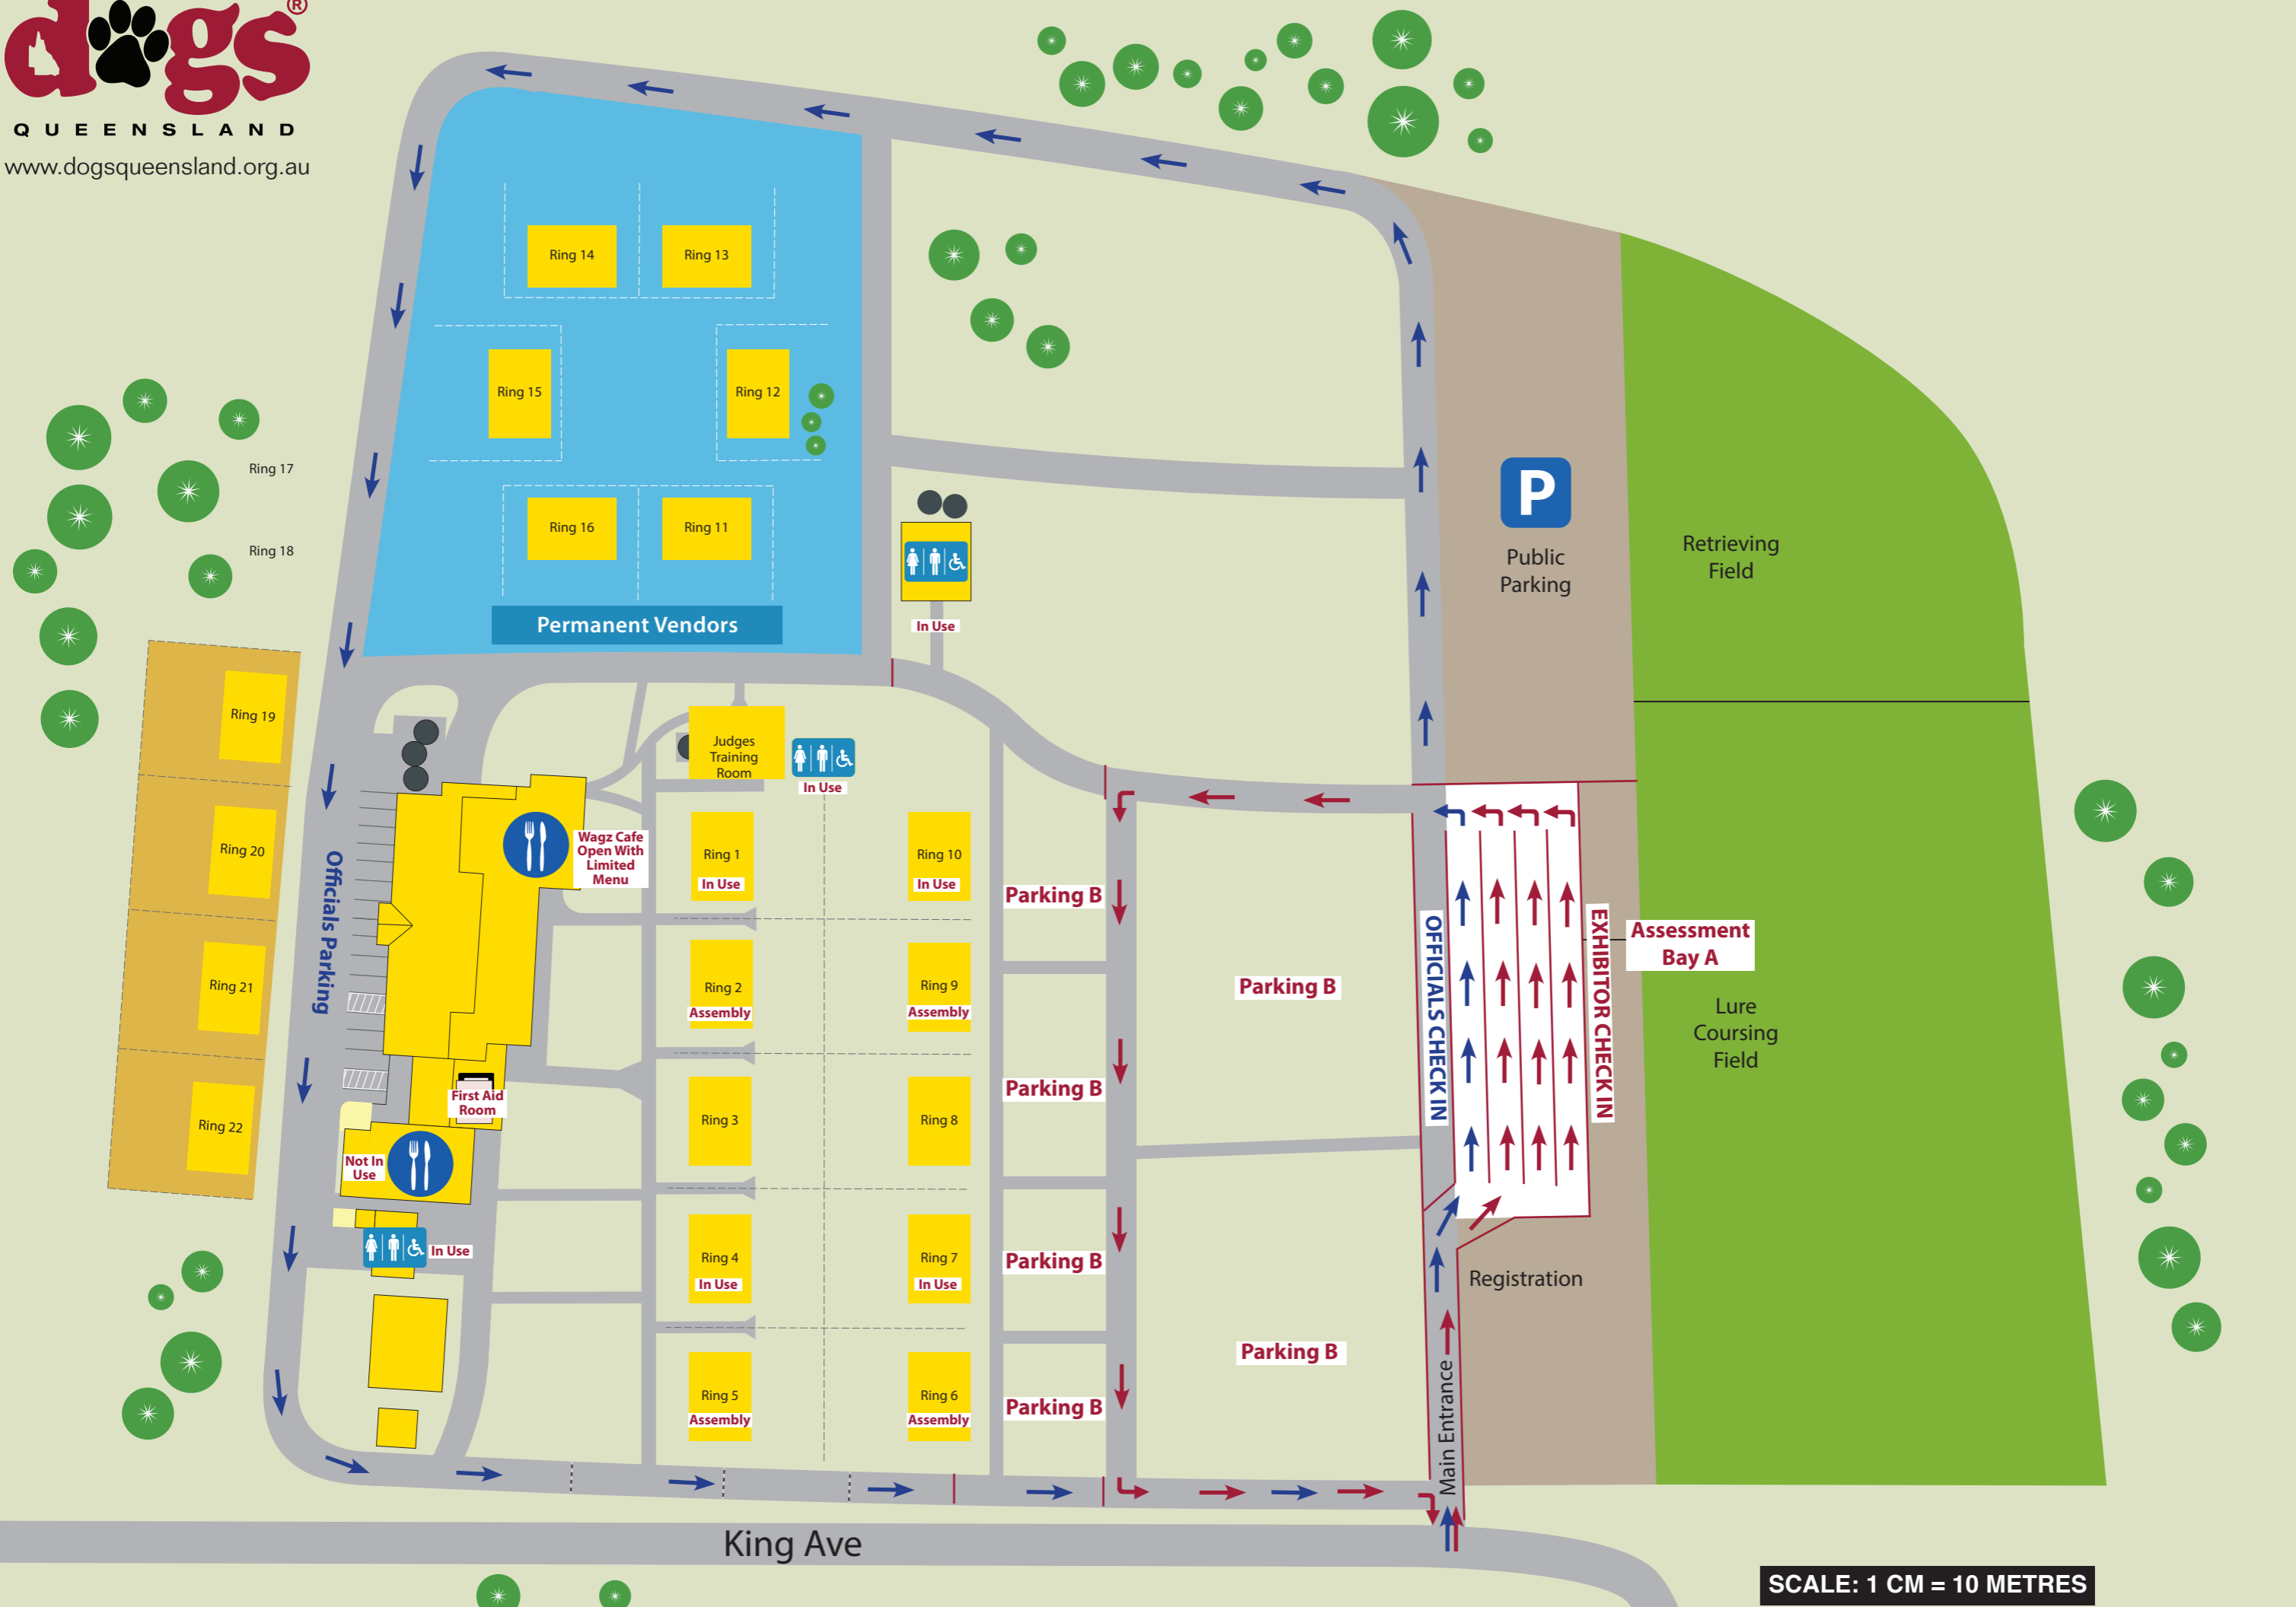 dogs®
QUEENSLAND
www.dogsqueensland.org.au
Ring 14
Ring 13
Ring 15
Ring 12
Ring 17
Ring 16
Ring 11
Ring 18
P
Public
Parking
Retrieving
Field
Permanent Vendors
In Use
Ring 19
Judges
Training
Room
In Use
Ring 20
Wagz Cafe
Open With
Limited
Menu
Ring 1
In Use
Ring 10
In Use
Parking B
Officials Parking
OFFICIALS CHECK IN
EXHIBITOR CHECK IN
Assessment
Bay A
Ring 21
Ring 2
Assembly
Ring 9
Assembly
Parking B
Lure
Coursing
Field
First Aid
Room
Ring 22
Ring 3
Ring 8
Parking B
Not In
Use
In Use
Ring 4
In Use
Ring 7
In Use
Parking B
Registration
Parking B
Main Entrance
Ring 5
Assembly
Ring 6
Assembly
Parking B
King Ave
SCALE: 1 CM = 10 METRES